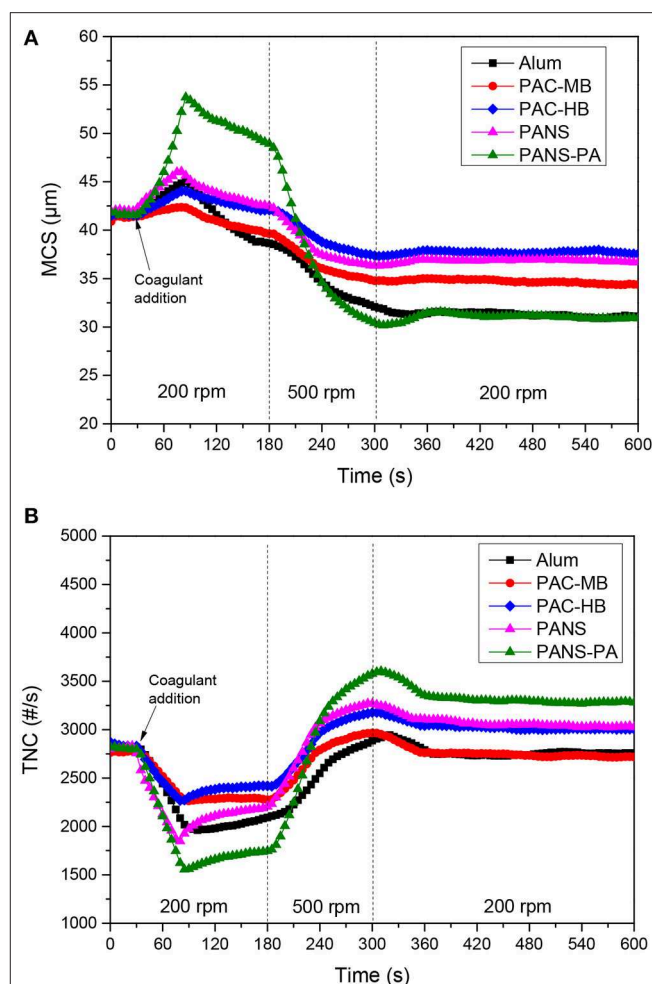 A
60
55
50
45
40
35
30
25
20
MCS (µm)
Alum
PAC-MB
PAC-HB
PANS
PANS-PA
Coagulant
addition
200 rpm
500 rpm
200 rpm
0 60 120 180 240 300 360 420 480 540 600
Time (s)
B
5000
4500
4000
3500
3000
2500
2000
1500
1000
TNC (#/s)
Alum
PAC-MB
PAC-HB
PANS
PANS-PA
Coagulant
addition
200 rpm
500 rpm
200 rpm
0 60 120 180 240 300 360 420 480 540 600
Time (s)